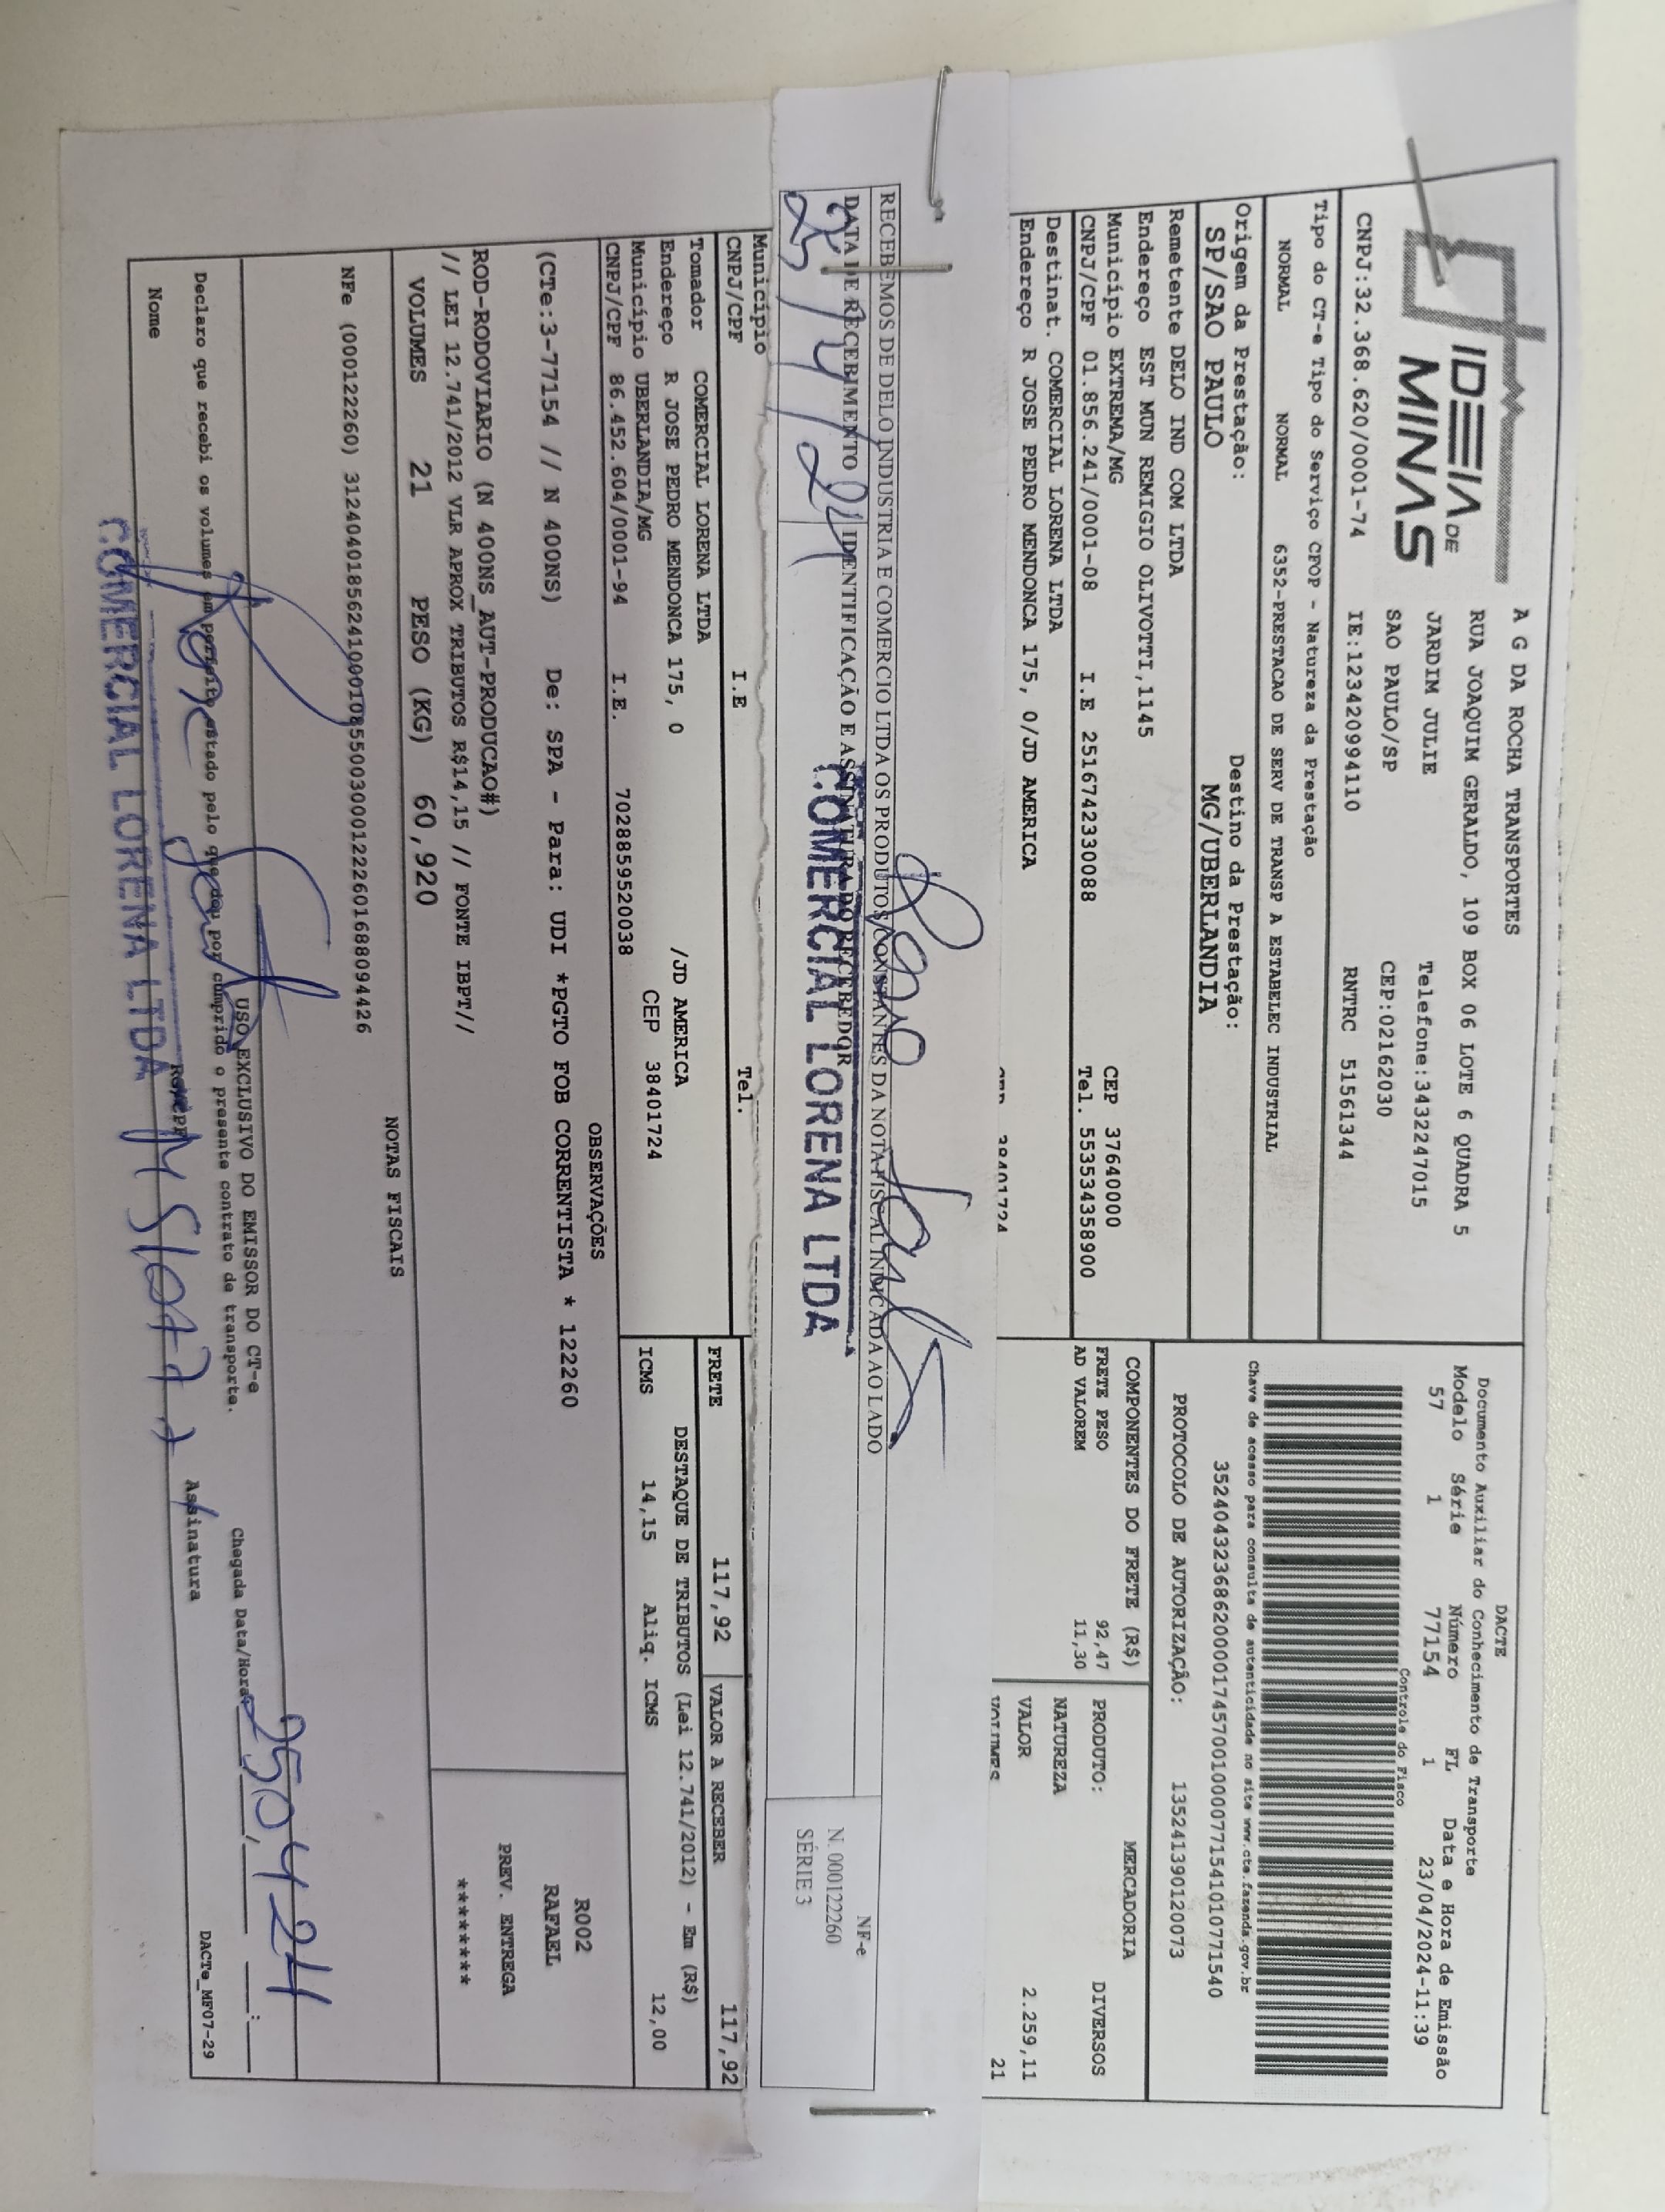 IDEIA DE
MINAS
A G DA ROCHA TRANSPORTES
RUA JOAQUIM GERALDO, 109 BOX 06 LOTE 6 QUADRA 5
JARDIM JULIE Telefone:3432247015
SAO PAULO/SP CEP:02162030
CNPJ:32.368.620/0001-74 IE:123420994110 RNTRC 51561344
DACTE
Documento Auxiliar do Conhecimento de Transporte
Modelo Série Número FL Data e Hora de Emissão
57 1 77154 1 23/04/2024-11:39
Controle do Fisco
Chave de acesso para consulta de autenticidade no site www.cte.fazenda.gov.br
35240432368620000174570010000771541010771540
PROTOCOLO DE AUTORIZAÇÃO: 135241390120073
Tipo do CT-e Tipo do Serviço CFOP - Natureza da Prestação
NORMAL NORMAL 6352-PRESTACAO DE SERV DE TRANSP A ESTABELEC INDUSTRIAL
Origem da Prestação: Destino da Prestação:
SP/SAO PAULO MG/UBERLANDIA
Remetente DELO IND COM LTDA
Endereço EST MUN REMIGIO OLIVOTTI,1145
Município EXTREMA/MG CEP 37640000
CNPJ/CPF 01.856.241/0001-08 I.E 2516742330088 Tel. 553534358900
Destinat. COMERCIAL LORENA LTDA
Endereço R JOSE PEDRO MENDONCA 175, 0/JD AMERICA
COMPONENTES DO FRETE (R$)
FRETE PESO 92,47
AD VALOREM 11,30
MERCADORIA
PRODUTO: DIVERSOS
NATUREZA
VALOR 2.259,11
VOLUMES 21
RECEBEMOS DE DELO INDUSTRIA E COMERCIO LTDA OS PRODUTOS CONSTANTES DA NOTA FISCAL INDICADA AO LADO
DATA DE RECEBIMENTO IDENTIFICAÇÃO E ASSINATURA DO RECEBEDOR
25/4/24
COMERCIAL LORENA LTDA
NF-e
N. 000122260
SÉRIE 3
Município
CNPJ/CPF I.E Tel.
Tomador COMERCIAL LORENA LTDA
Endereço R JOSE PEDRO MENDONCA 175, 0 /JD AMERICA
Município UBERLANDIA/MG CEP 38401724
CNPJ/CPF 86.452.604/0001-94 I.E. 7028859520038
FRETE 117,92 VALOR A RECEBER 117,92
DESTAQUE DE TRIBUTOS (Lei 12.741/2012) - Em (R$)
ICMS 14,15 Aliq. ICMS 12,00
OBSERVAÇÕES
(CTe:3-77154 // N 400NS) De: SPA - Para: UDI *PGTO FOB CORRENTISTA * 122260
ROD-RODOVIARIO (N 400NS_AUT-PRODUCAO#)
// LEI 12.741/2012 VLR APROX TRIBUTOS R$14,15 // FONTE IBPT//
R002
RAFAEL
PREV. ENTREGA
********
VOLUMES 21 PESO (KG) 60,920
NOTAS FISCAIS
NFe (000122260) 31240401856241000108550030001222601688094426
USO EXCLUSIVO DO EMISSOR DO CT-e
Declaro que recebi os volumes em perfeito estado pelo que dou por cumprido o presente contrato de transporte.
Chegada Data/Hora: 250424
Nome RG/CPF Assinatura
COMERCIAL LORENA LTDA
DACTe_MF07-29